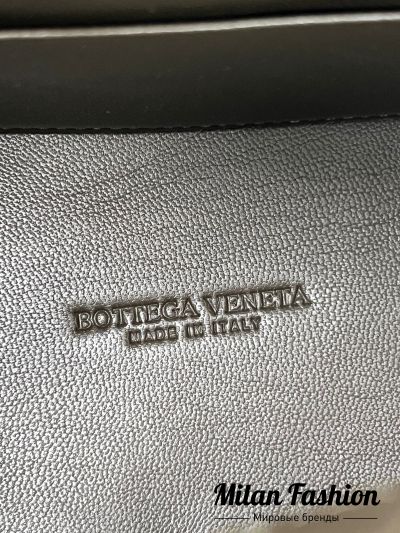 BOTTEGA VENETA
MADE IN ITALY
Milan Fashion
Мировые бренды